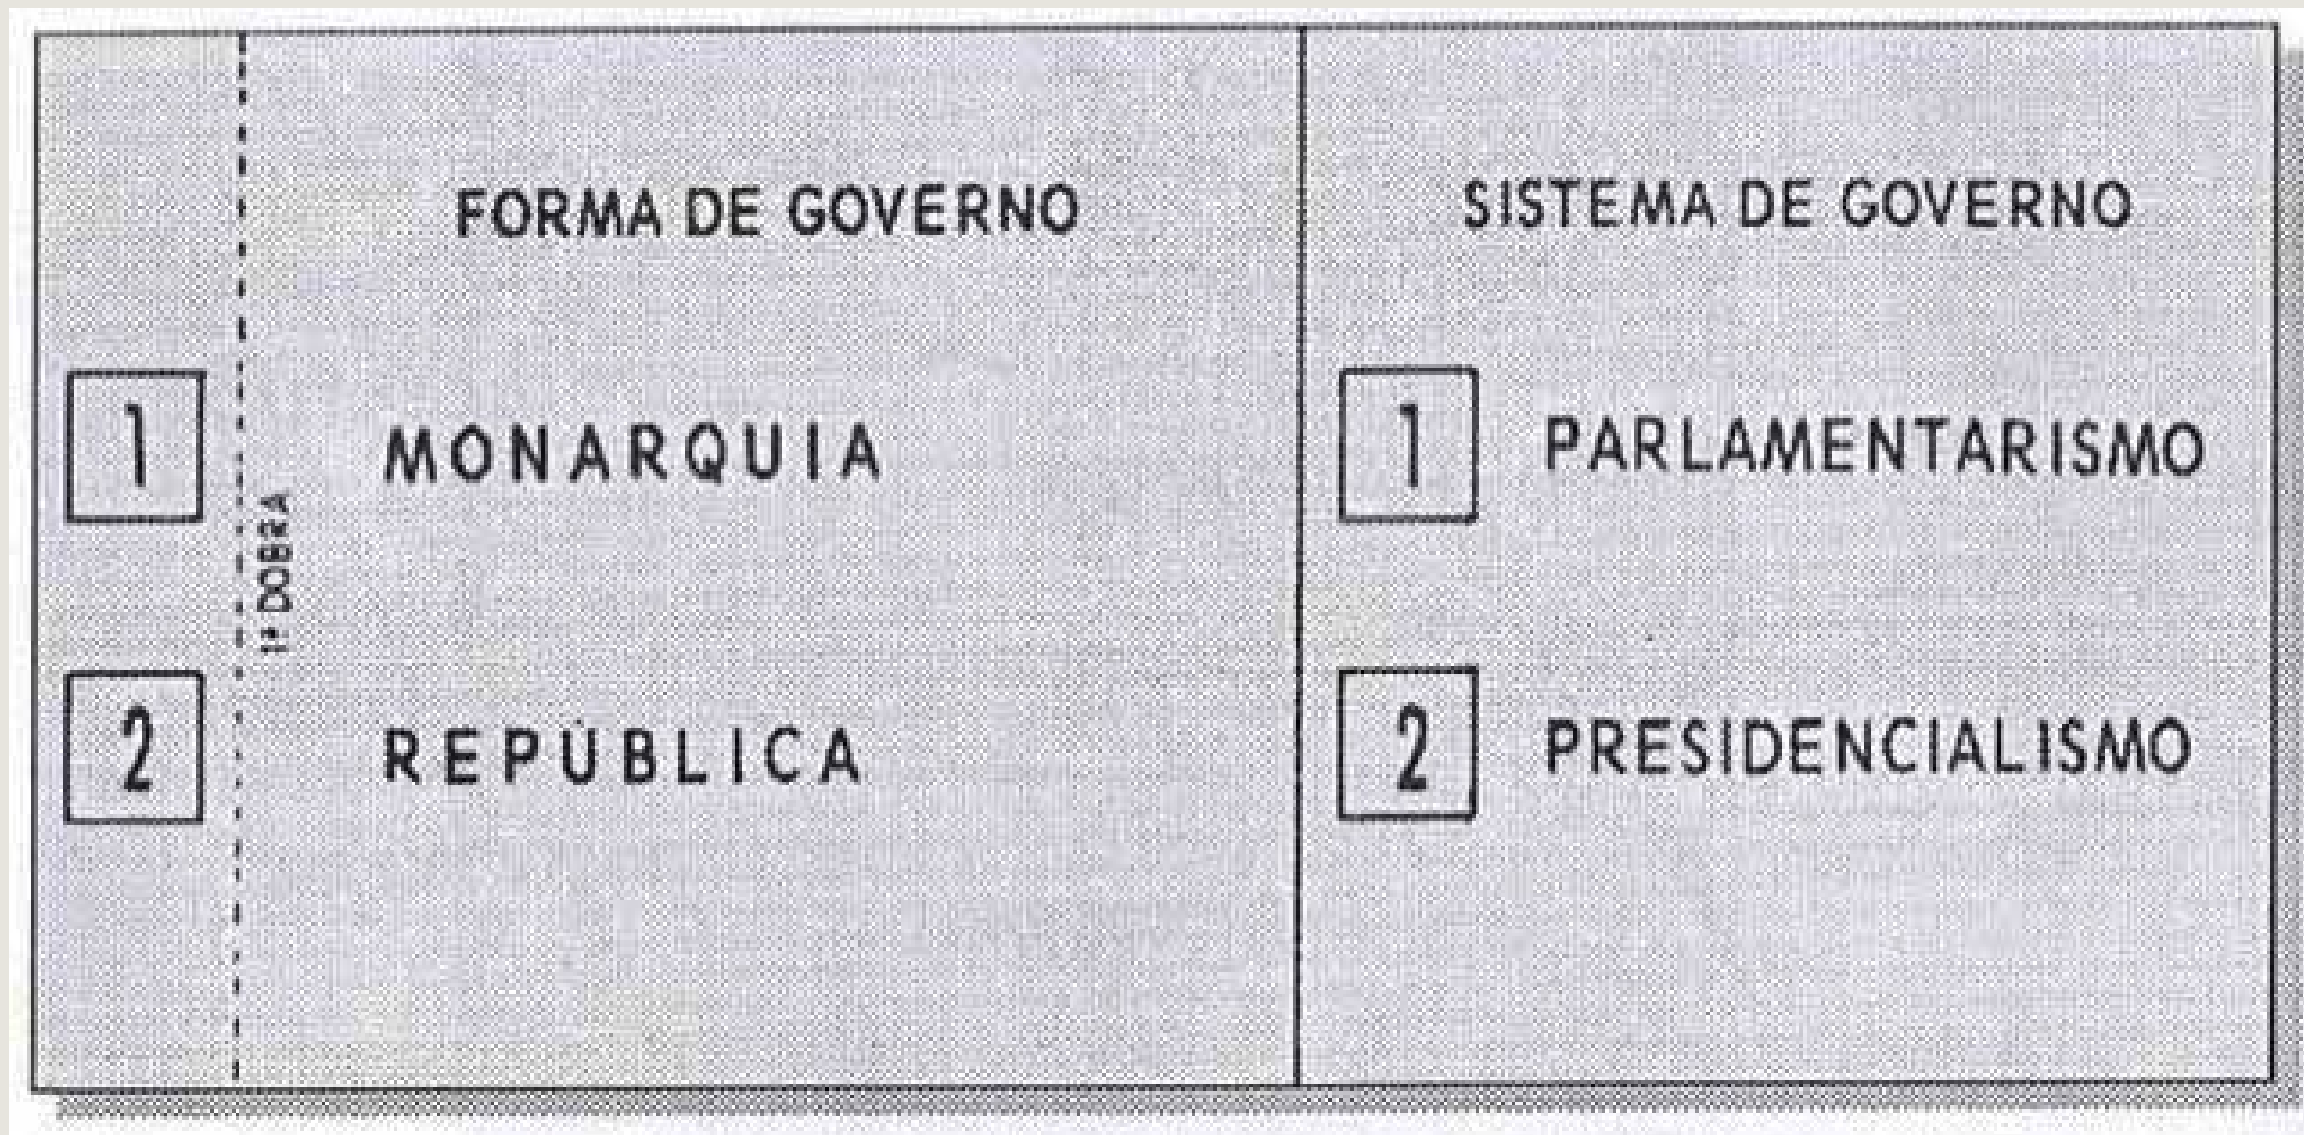 FORMA DE GOVERNO
1 MONARQUIA
2 REPÚBLICA
1ª DOBRA
SISTEMA DE GOVERNO
1 PARLAMENTARISMO
2 PRESIDENCIALISMO